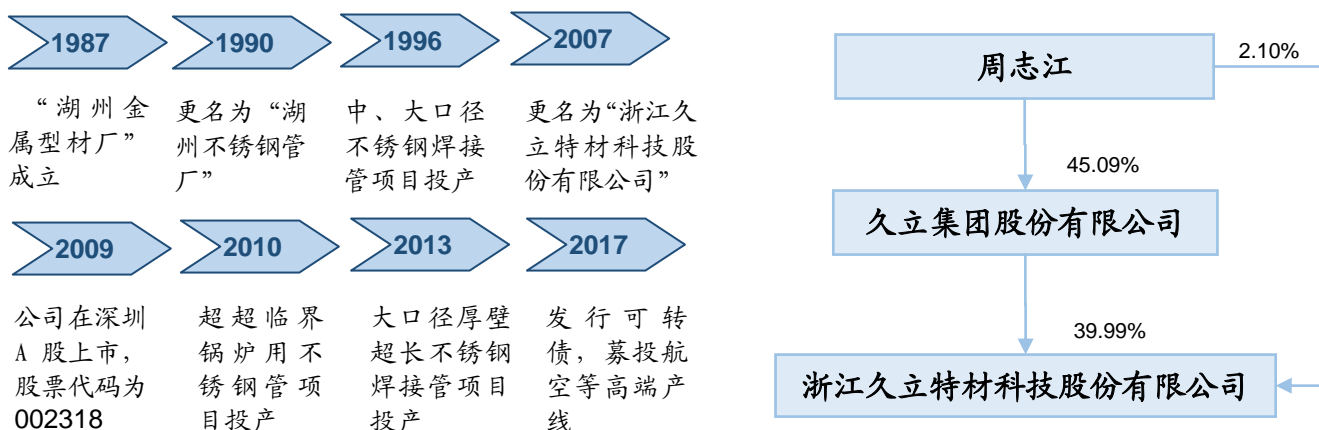 1987
1990
1996
2007
“湖州金
属型材厂”
成立
更名为“湖
州不锈钢管
厂”
中、大口径
不锈钢焊接
管项目投产
更名为“浙江久
立特材科技股
份有限公司”
2009
2010
2013
2017
公司在深圳
A 股上市，
股票代码为
002318
超超临界
锅炉用不
锈钢管项
目投产
大口径厚壁
超长不锈钢
焊接管项目
投产
发行可转
债，募投航
空等高端产
线
周志江
2.10%
45.09%
久立集团股份有限公司
39.99%
浙江久立特材科技股份有限公司